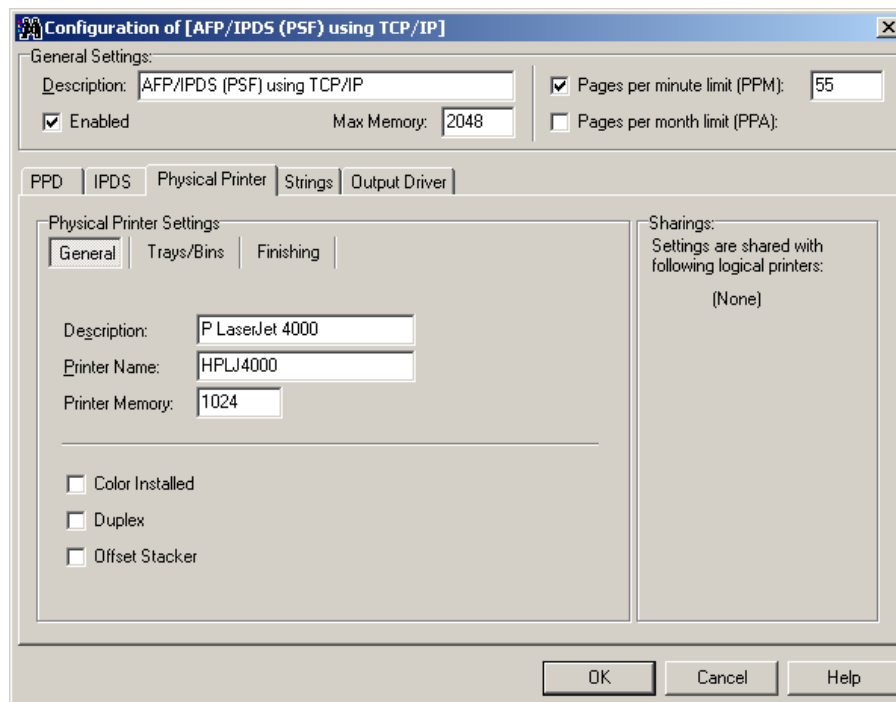 Configuration of [AFP/IPDS (PSF) using TCP/IP]
General Settings:
Description: AFP/IPDS (PSF) using TCP/IP
Pages per minute limit (PPM): 55
Enabled Max Memory: 2048
Pages per month limit (PPA):
PPD IPDS Physical Printer Strings Output Driver
Physical Printer Settings
General Trays/Bins Finishing
Description: P LaserJet 4000
Printer Name: HPLJ4000
Printer Memory: 1024
Color Installed
Duplex
Offset Stacker
Sharings:
Settings are shared with
following logical printers:
(None)
OK Cancel Help